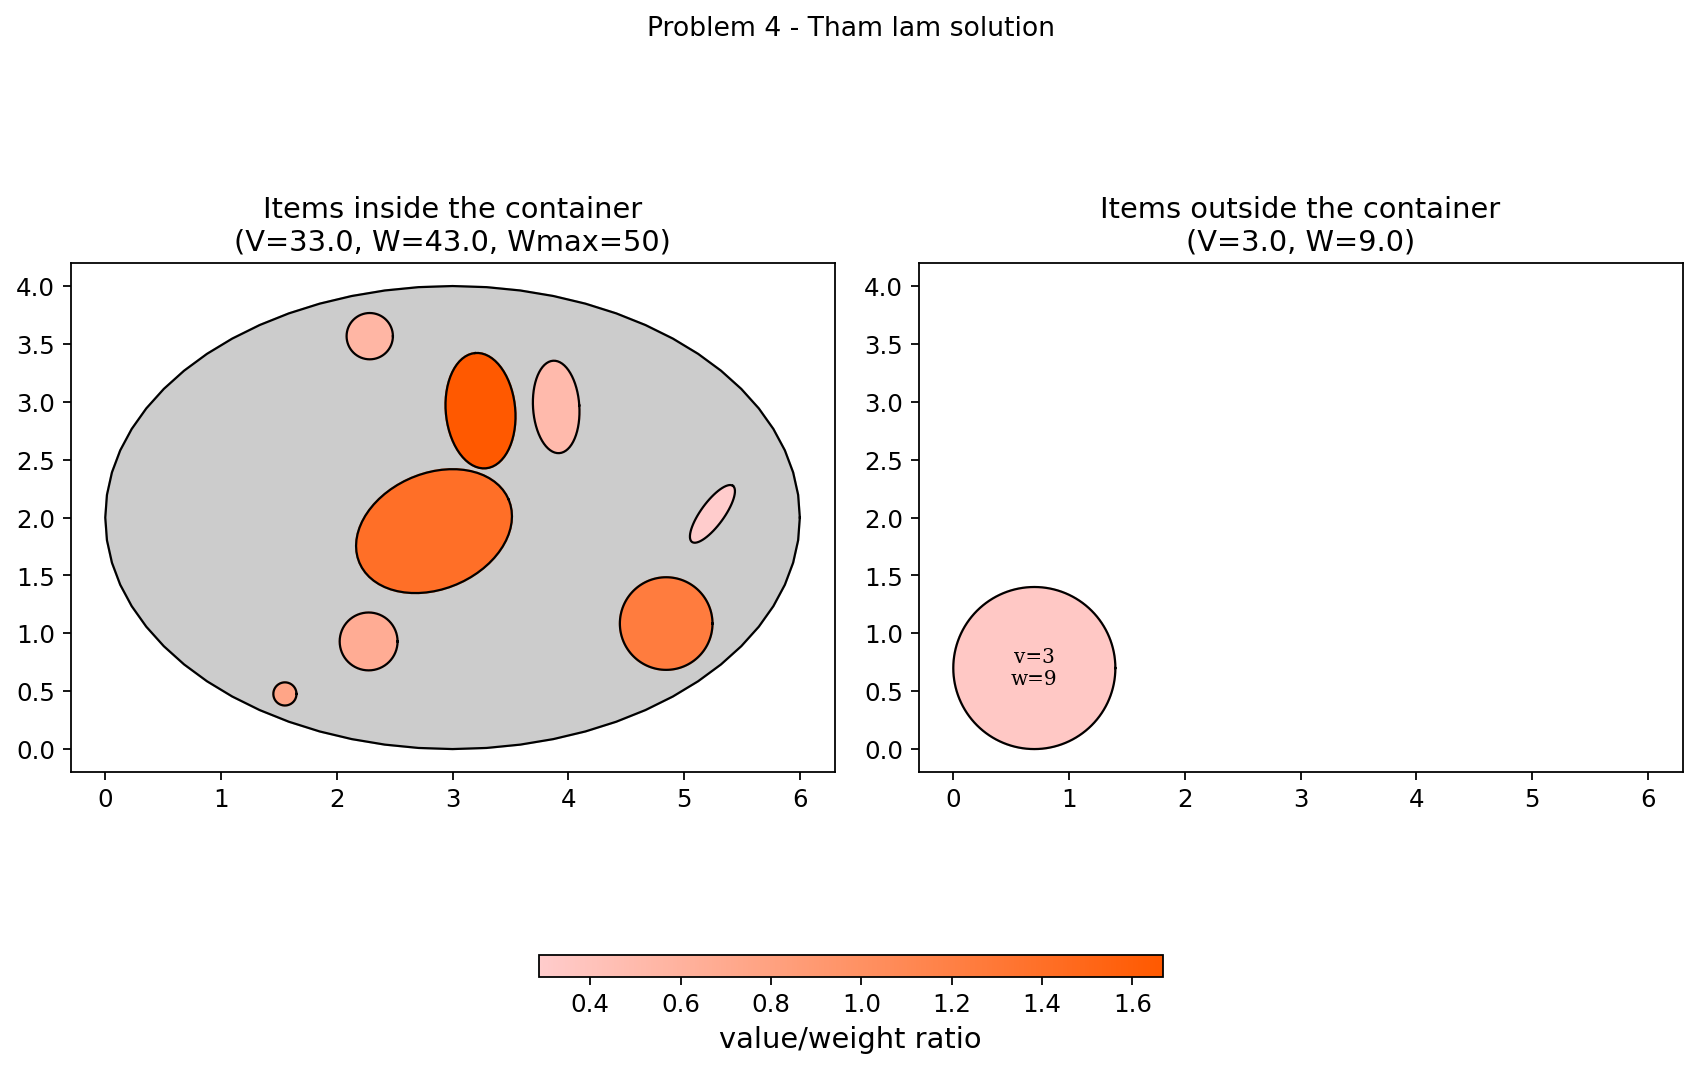 Problem 4 - Tham lam solution
Items inside the container
(V=33.0, W=43.0, Wmax=50)
4.0
3.5
3.0
2.5
2.0
1.5
1.0
0.5
0.0
0 1 2 3 4 5 6
Items outside the container
(V=3.0, W=9.0)
4.0
3.5
3.0
2.5
2.0
1.5
1.0
0.5
0.0
v=3
w=9
0 1 2 3 4 5 6
0.4 0.6 0.8 1.0 1.2 1.4 1.6
value/weight ratio